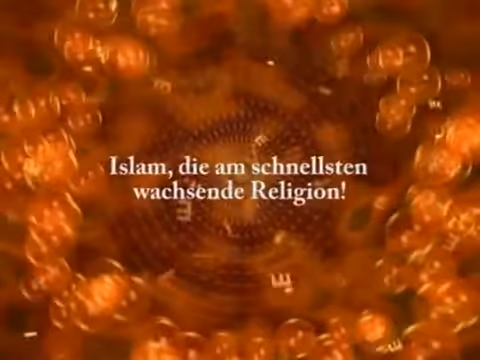 Islam, die am schnellsten
wachsende Religion!